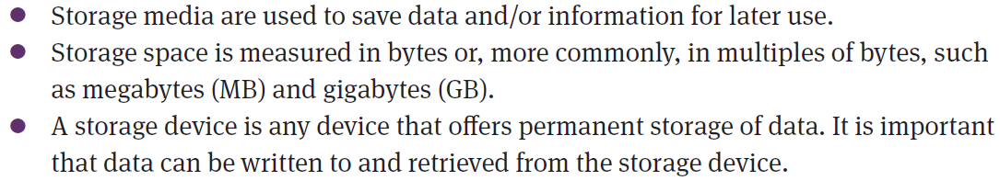 ● Storage media are used to save data and/or information for later use.
● Storage space is measured in bytes or, more commonly, in multiples of bytes, such
as megabytes (MB) and gigabytes (GB).
● A storage device is any device that offers permanent storage of data. It is important
that data can be written to and retrieved from the storage device.